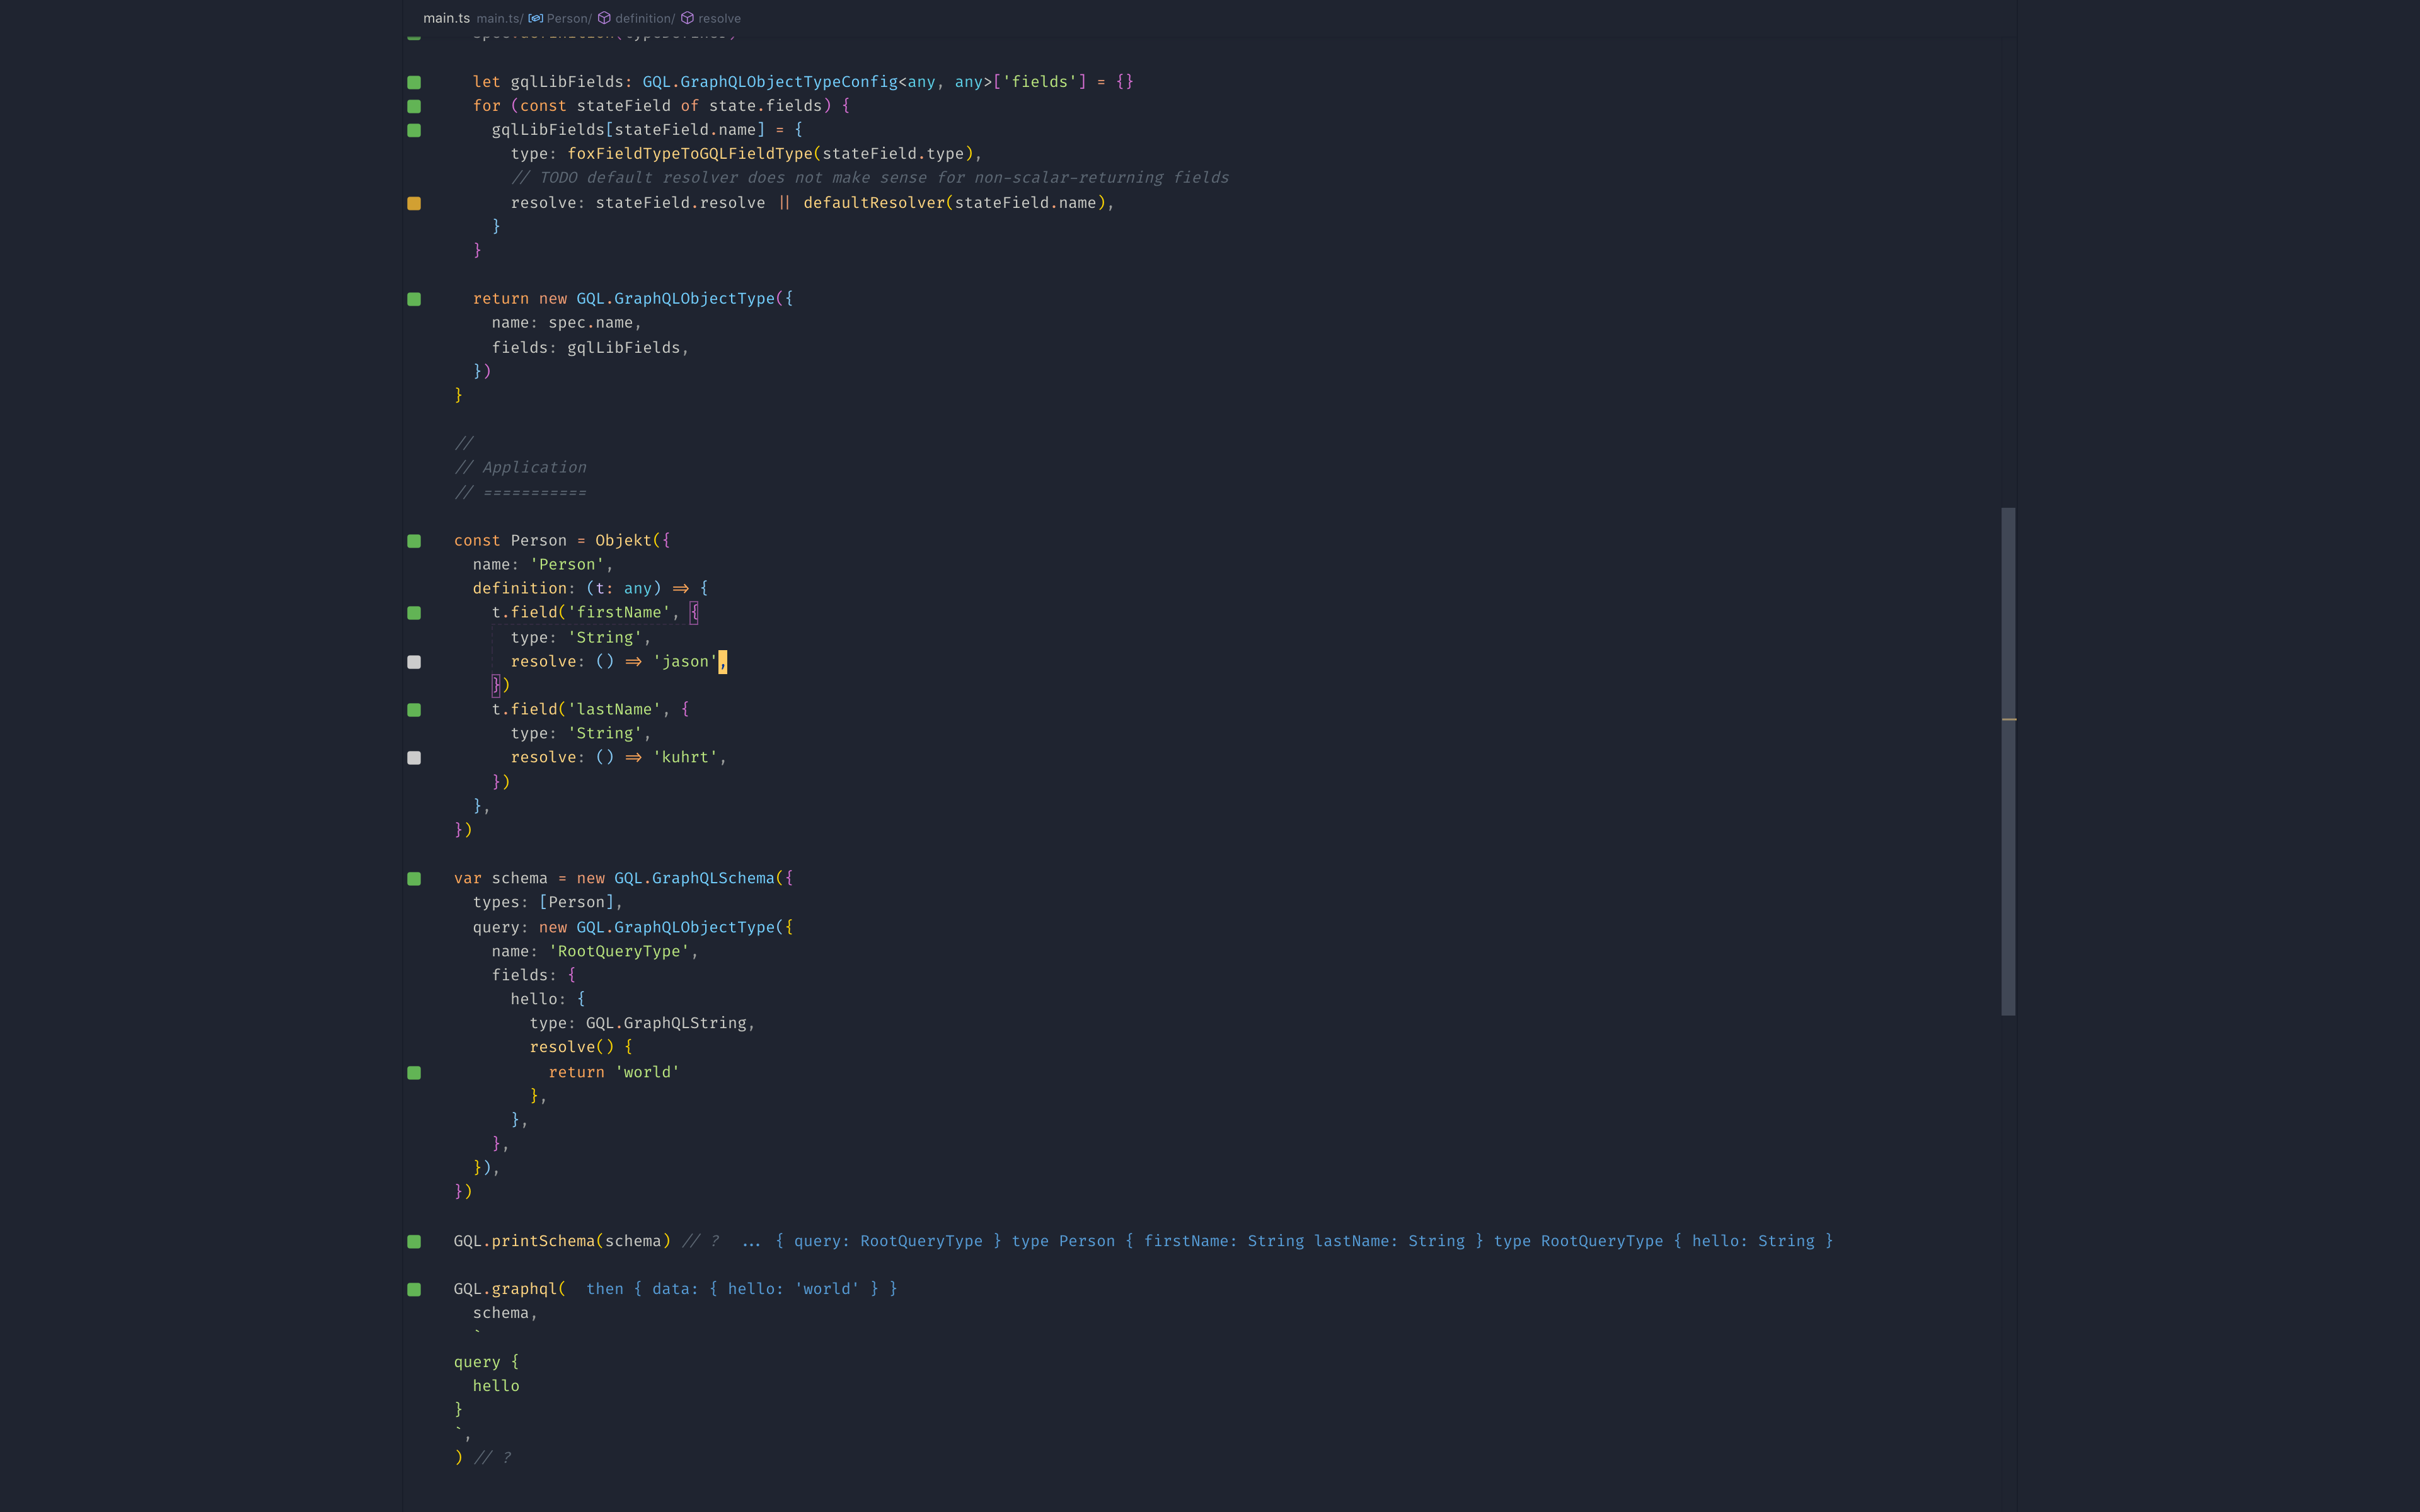 main.ts main.ts/ Person/ definition/ resolve
let gqlLibFields: GQL.GraphQLObjectTypeConfig<any, any>['fields'] = {}
for (const stateField of state.fields) {
gqlLibFields[stateField.name] = {
type: foxFieldTypeToGQLFieldType(stateField.type),
// TODO default resolver does not make sense for non-scalar-returning fields
resolve: stateField.resolve || defaultResolver(stateField.name),
}
}
return new GQL.GraphQLObjectType({
name: spec.name,
fields: gqlLibFields,
})
}
//
// Application
// ===========
const Person = Objekt({
name: 'Person',
definition: (t: any) => {
t.field('firstName', {
type: 'String',
resolve: () => 'jason',
})
t.field('lastName', {
type: 'String',
resolve: () => 'kuhrt',
})
},
})
var schema = new GQL.GraphQLSchema({
types: [Person],
query: new GQL.GraphQLObjectType({
name: 'RootQueryType',
fields: {
hello: {
type: GQL.GraphQLString,
resolve() {
return 'world'
},
},
},
}),
})
GQL.printSchema(schema) // ? ... { query: RootQueryType } type Person { firstName: String lastName: String } type RootQueryType { hello: String }
GQL.graphql( then { data: { hello: 'world' } }
schema,
`
query {
hello
}
`,
) // ?